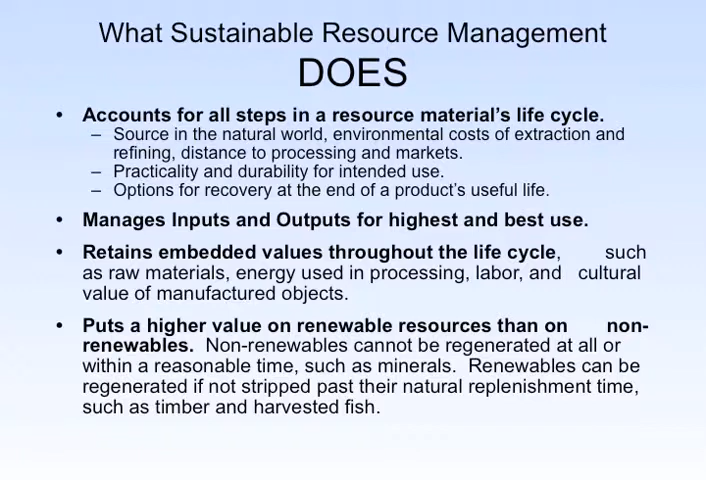 What Sustainable Resource Management
DOES
• Accounts for all steps in a resource material's life cycle.
– Source in the natural world, environmental costs of extraction and
refining, distance to processing and markets.
– Practicality and durability for intended use.
– Options for recovery at the end of a product's useful life.
• Manages Inputs and Outputs for highest and best use.
• Retains embedded values throughout the life cycle, such
as raw materials, energy used in processing, labor, and cultural
value of manufactured objects.
• Puts a higher value on renewable resources than on non-
renewables. Non-renewables cannot be regenerated at all or
within a reasonable time, such as minerals. Renewables can be
regenerated if not stripped past their natural replenishment time,
such as timber and harvested fish.